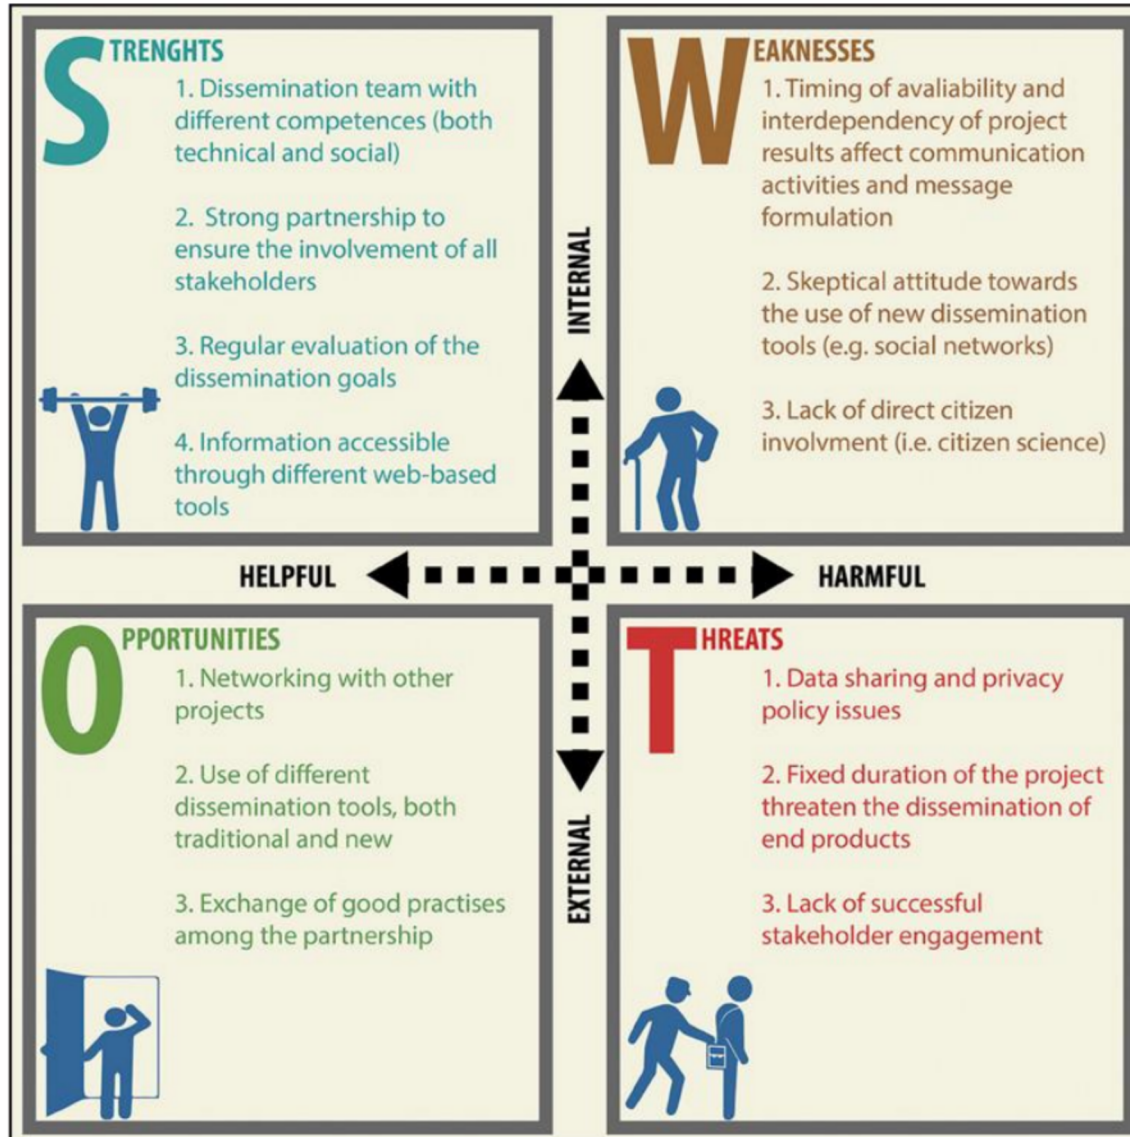 STRENGHTS
1. Dissemination team with
different competences (both
technical and social)
2. Strong partnership to
ensure the involvement of all
stakeholders
3. Regular evaluation of the
dissemination goals
4. Information accessible
through different web-based
tools
WEAKNESSES
1. Timing of avaliability and
interdependency of project
results affect communication
activities and message
formulation
2. Skeptical attitude towards
the use of new dissemination
tools (e.g. social networks)
3. Lack of direct citizen
involvment (i.e. citizen science)
INTERNAL
HELPFUL
HARMFUL
EXTERNAL
OPPORTUNITIES
1. Networking with other
projects
2. Use of different
dissemination tools, both
traditional and new
3. Exchange of good practises
among the partnership
THREATS
1. Data sharing and privacy
policy issues
2. Fixed duration of the project
threaten the dissemination of
end products
3. Lack of successful
stakeholder engagement